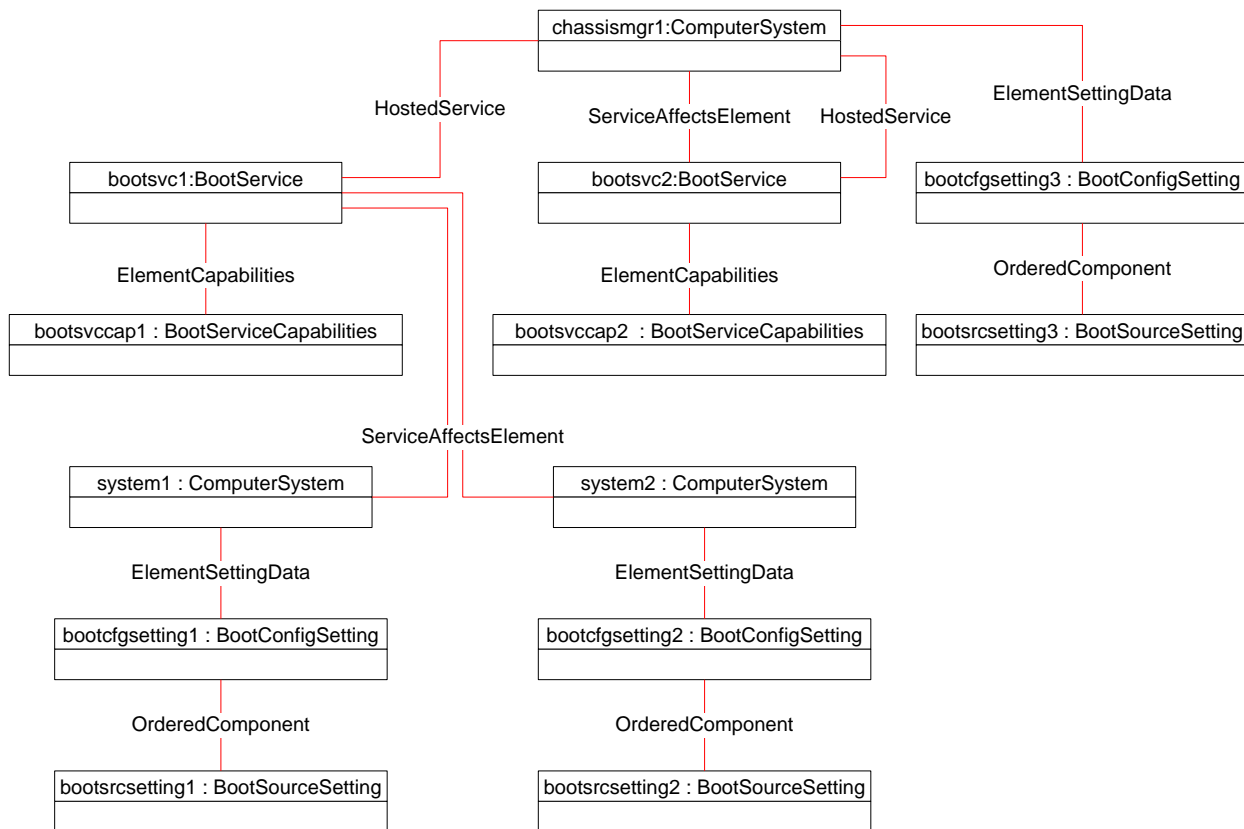 chassismgr1:ComputerSystem
HostedService
ServiceAffectsElement
HostedService
ElementSettingData
bootsvc1:BootService
bootsvc2:BootService
bootcfgsetting3 : BootConfigSetting
ElementCapabilities
ElementCapabilities
OrderedComponent
bootsvccap1 : BootServiceCapabilities
bootsvccap2  : BootServiceCapabilities
bootsrcsetting3 : BootSourceSetting
ServiceAffectsElement
system1 : ComputerSystem
system2 : ComputerSystem
ElementSettingData
ElementSettingData
bootcfgsetting1 : BootConfigSetting
bootcfgsetting2 : BootConfigSetting
OrderedComponent
OrderedComponent
bootsrcsetting1 : BootSourceSetting
bootsrcsetting2 : BootSourceSetting